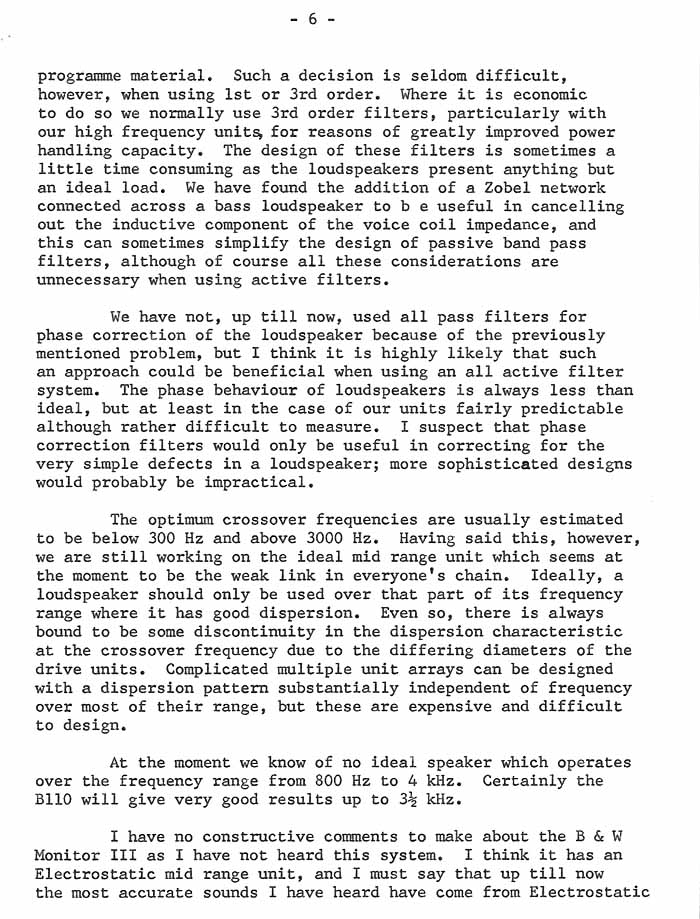 - 6 -
programme material.  Such a decision is seldom difficult,
however, when using 1st or 3rd order.  Where it is economic
to do so we normally use 3rd order filters, particularly with
our high frequency units, for reasons of greatly improved power
handling capacity.  The design of these filters is sometimes a
little time consuming as the loudspeakers present anything but
an ideal load.  We have found the addition of a Zobel network
connected across a bass loudspeaker to b e useful in cancelling
out the inductive component of the voice coil impedance, and
this can sometimes simplify the design of passive band pass
filters, although of course all these considerations are
unnecessary when using active filters.
We have not, up till now, used all pass filters for
phase correction of the loudspeaker because of the previously
mentioned problem, but I think it is highly likely that such
an approach could be beneficial when using an all active filter
system.  The phase behaviour of loudspeakers is always less than
ideal, but at least in the case of our units fairly predictable
although rather difficult to measure.  I suspect that phase
correction filters would only be useful in correcting for the
very simple defects in a loudspeaker; more sophisticated designs
would probably be impractical.
The optimum crossover frequencies are usually estimated
to be below 300 Hz and above 3000 Hz.  Having said this, however,
we are still working on the ideal mid range unit which seems at
the moment to be the weak link in everyone's chain.  Ideally, a
loudspeaker should only be used over that part of its frequency
range where it has good dispersion.  Even so, there is always
bound to be some discontinuity in the dispersion characteristic
at the crossover frequency due to the differing diameters of the
drive units.  Complicated multiple unit arrays can be designed
with a dispersion pattern substantially independent of frequency
over most of their range, but these are expensive and difficult
to design.
At the moment we know of no ideal speaker which operates
over the frequency range from 800 Hz to 4 kHz.  Certainly the
B110 will give very good results up to 3½ kHz.
I have no constructive comments to make about the B & W
Monitor III as I have not heard this system.  I think it has an
Electrostatic mid range unit, and I must say that up till now
the most accurate sounds I have heard have come from Electrostatic